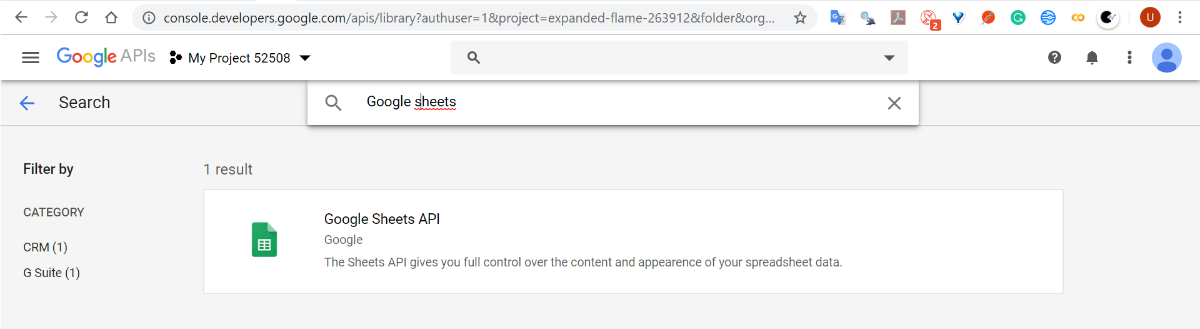 console.developers.google.com/apis/library?authuser=1&project=expanded-flame-263912&folder&org...
2
U
Google APIs My Project 52508
Search
Google sheets
Filter by
1 result
CATEGORY
Google Sheets API
Google
CRM (1)
The Sheets API gives you full control over the content and appearence of your spreadsheet data.
G Suite (1)